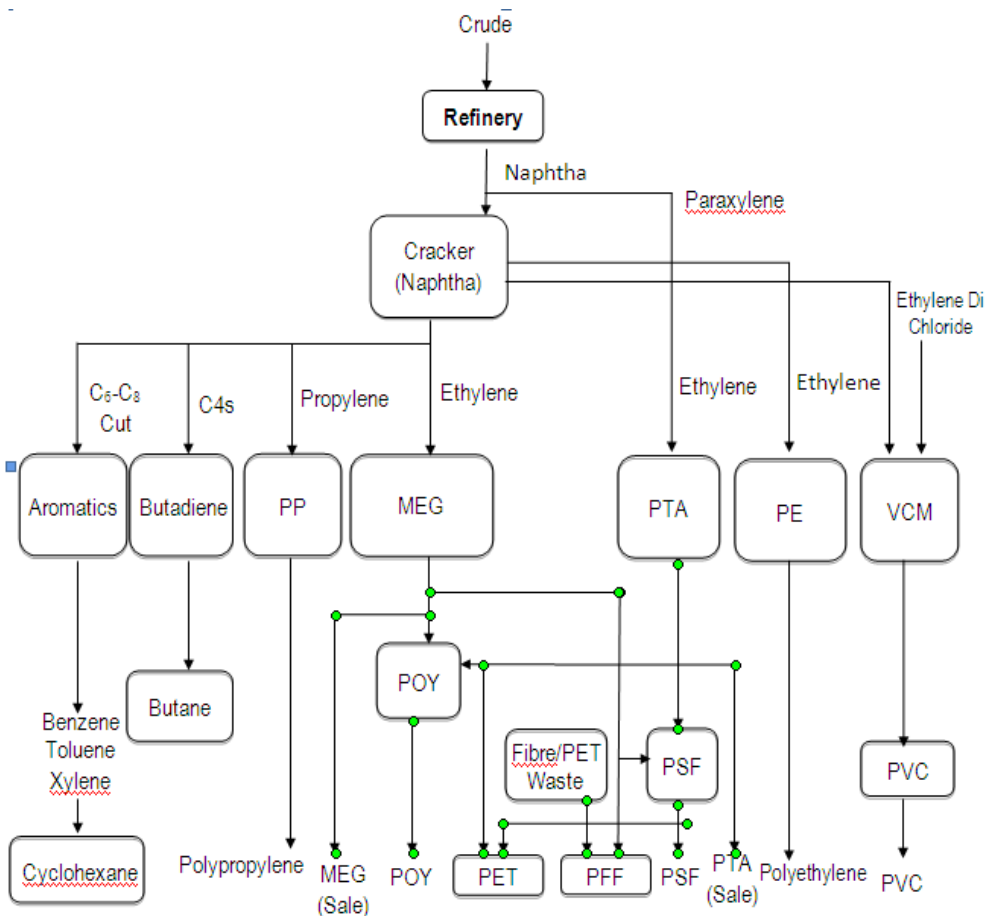 Crude
Refinery
Naphtha
Paraxylene
Cracker
(Naphtha)
Ethylene Di
Chloride
C₆-C₈
Cut
C4s
Propylene
Ethylene
Ethylene
Ethylene
Aromatics
Butadiene
PP
MEG
PTA
PE
VCM
POY
Butane
Benzene
Toluene
Xylene
Fibre/PET
Waste
PSF
PVC
Cyclohexane
Polypropylene
MEG
(Sale)
POY
PET
PFF
PSF
PTA
(Sale)
Polyethylene
PVC